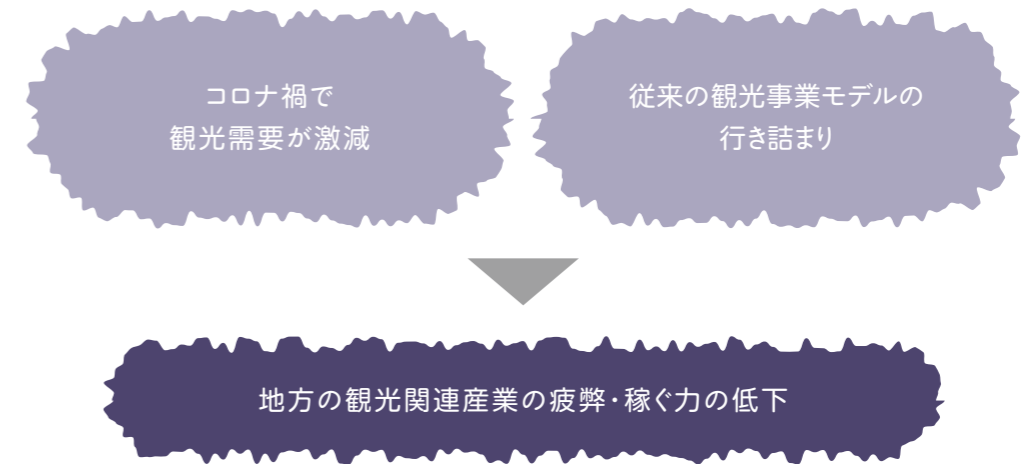 コロナ禍で
観光需要が激減
従来の観光事業モデルの
行き詰まり
地方の観光関連産業の疲弊・稼ぐ力の低下